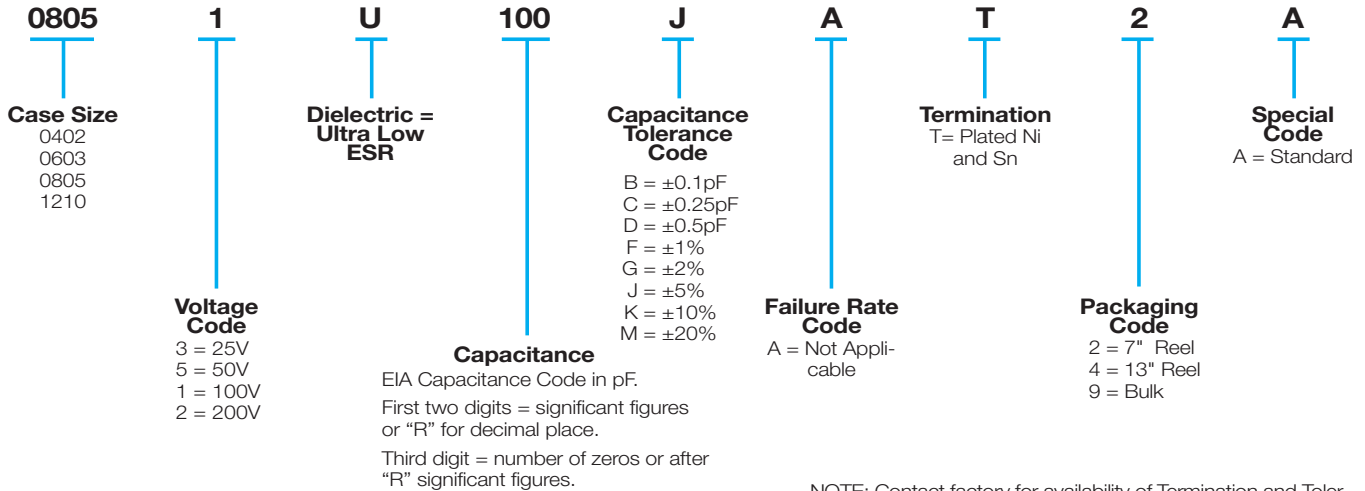 0805 1 U 100 J A T 2 A
Case Size
0402
0603
0805
1210
Voltage
Code
3 = 25V
5 = 50V
1 = 100V
2 = 200V
Dielectric =
Ultra Low
ESR
Capacitance
EIA Capacitance Code in pF.
First two digits = significant figures
or “R” for decimal place.
Third digit = number of zeros or after
“R” significant figures.
Capacitance
Tolerance
Code
B = ±0.1pF
C = ±0.25pF
D = ±0.5pF
F = ±1%
G = ±2%
J = ±5%
K = ±10%
M = ±20%
Failure Rate
Code
A = Not Appli-
cable
Termination
T= Plated Ni
and Sn
Packaging
Code
2 = 7" Reel
4 = 13" Reel
9 = Bulk
Special
Code
A = Standard
NOTE: Contact factory for availability of Termination and Toler-